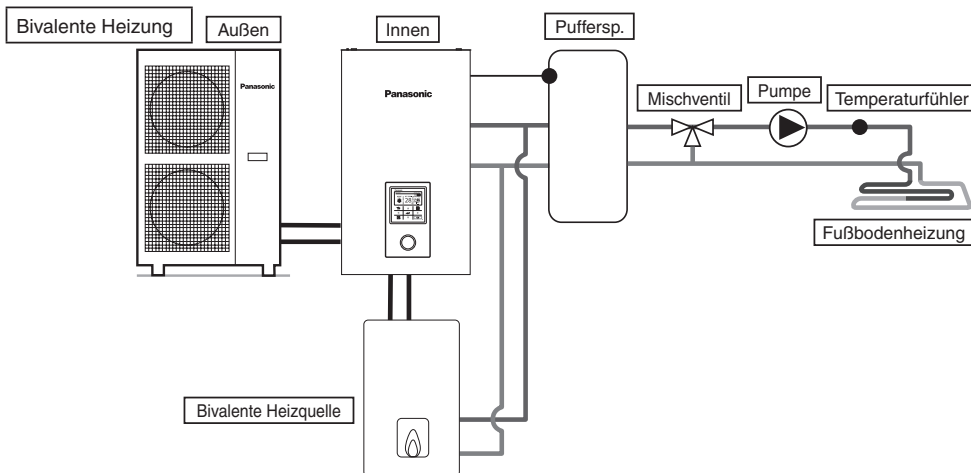 Bivalente Heizung
Außen
Innen
Puffersp.
Panasonic
Panasonic
Mischventil
Pumpe
Temperaturfühler
Fußbodenheizung
Bivalente Heizquelle